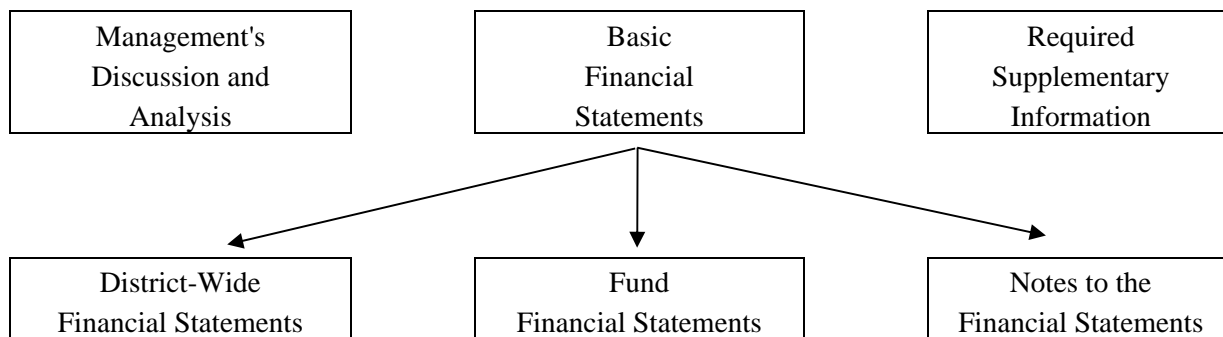 Management's
Discussion and
Analysis
Basic
Financial
Statements
Required
Supplementary
Information
District-Wide
Financial Statements
Fund
Financial Statements
Notes to the
Financial Statements